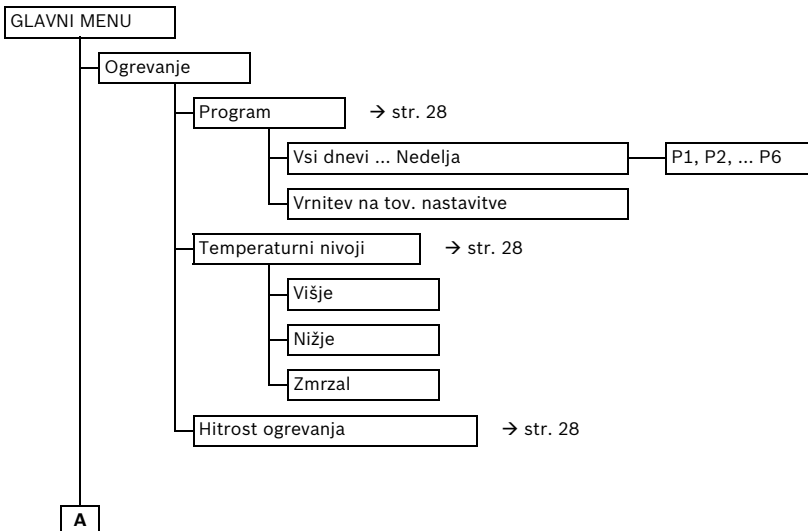 GLAVNI MENU
Ogrevanje
Program → str. 28
Vsi dnevi ... Nedelja P1, P2, ... P6
Vrnitev na tov. nastavitve
Temperaturni nivoji → str. 28
Višje
Nižje
Zmrzal
Hitrost ogrevanja → str. 28
A